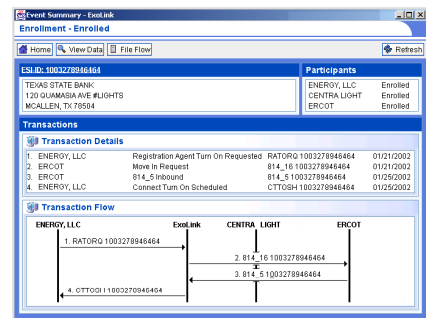 Event Summary - ExoLink
Enrollment - Enrolled
Home View Data File Flow Refresh
ESI-ID: 1003278946464 Participants
TEXAS STATE BANK
120 QUAMASIA AVE #LIGHTS
MCALLEN, TX 78504
ENERGY, LLC Enrolled
CENTRA LIGHT Enrolled
ERCOT Enrolled
Transactions
Transaction Details
1. ENERGY, LLC Registration Agent Turn On Requested RATORQ 1003278946464 01/21/2002
2. ERCOT Move In Request 814_16 1003278946464 01/21/2002
3. ERCOT 814_5 Inbound 814_5 1003278946464 01/25/2002
4. ENERGY, LLC Connect Turn On Scheduled CTTOSH 1003278946464 01/25/2002
Transaction Flow
ENERGY, LLC ExoLink CENTRA LIGHT ERCOT
1. RATORQ 1003278946464
2. 814_16 1003278946464
3. 814_5 1003278946464
4. CTTOSH 1003278946464